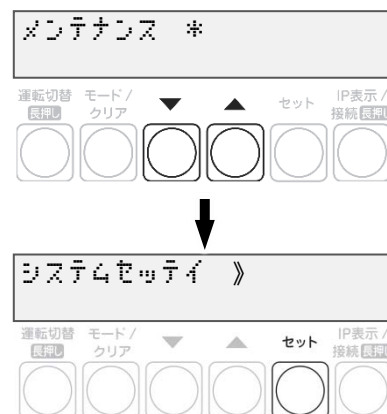 メンテナンス ＊
運転切替 モード/ ▼ ▲ セット IP表示/
長押し クリア 接続 長押し
システムセッテイ 》
運転切替 モード/ ▼ ▲ セット IP表示/
長押し クリア 接続 長押し